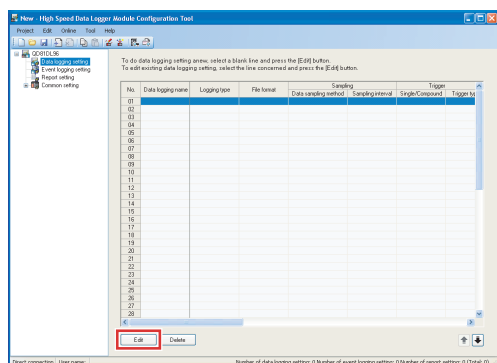 New - High Speed Data Logger Module Configuration Tool
Project Edit Online Tool Help
QD81DL96
Data logging setting
Event logging setting
Report setting
Common setting
To do data logging setting anew, select a blank line and press the [Edit] button.
To edit existing data logging setting, select the line concerned and press the [Edit] button.
No. Data logging name Logging type File format Sampling Trigger
Data sampling method Sampling interval Single/Compound Trigger ty
01
02
03
04
05
06
07
08
09
10
11
12
13
14
15
16
17
18
19
20
21
22
23
24
25
26
27
28
Edit Delete
Direct connection User name: Number of data logging setting: 0 Number of event logging setting: 0 Number of report setting: 0 (Total: 0)